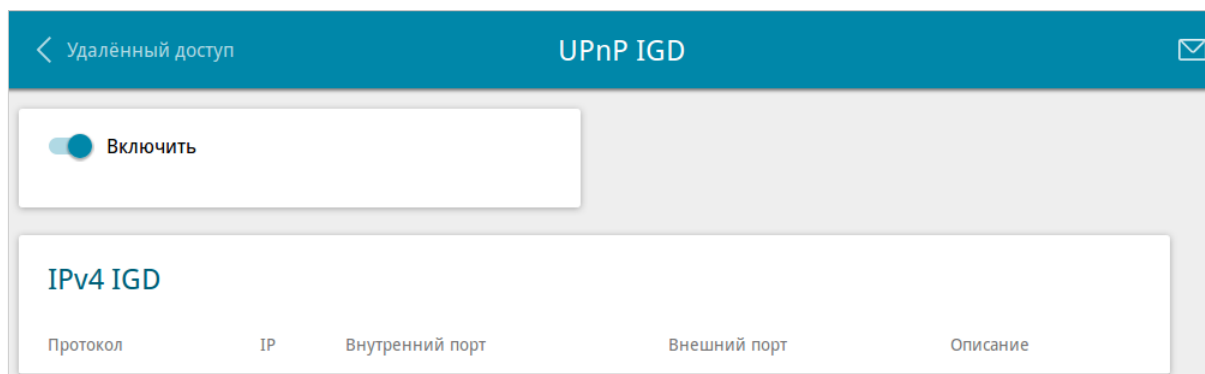 Удалённый доступ UPnP IGD
Включить
IPv4 IGD
Протокол IP Внутренний порт Внешний порт Описание